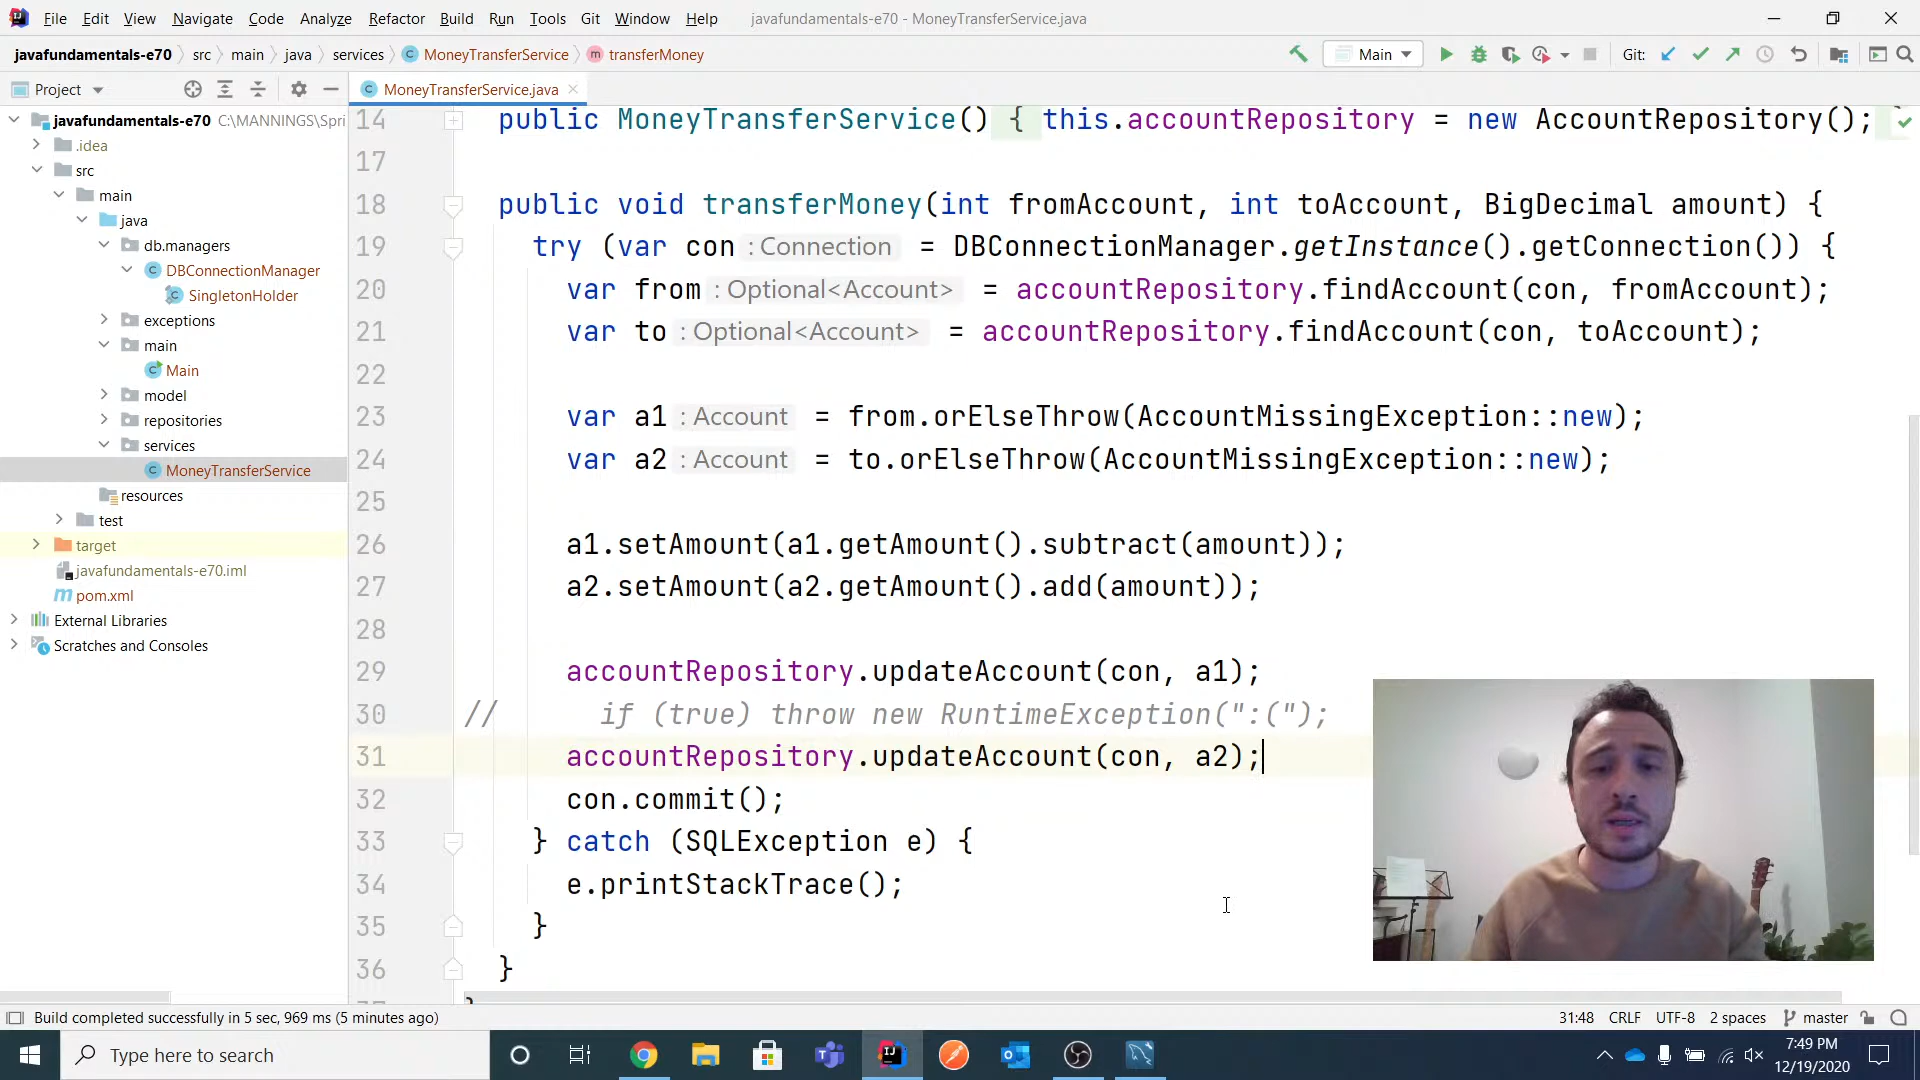 File Edit View Navigate Code Analyze Refactor Build Run Tools Git Window Help javafundamentals-e70 - MoneyTransferService.java
javafundamentals-e70 src main java services MoneyTransferService transferMoney Main Git:
Project
MoneyTransferService.java
javafundamentals-e70 C:\MANNINGS\Spri
.idea
src
main
java
db.managers
DBConnectionManager
SingletonHolder
exceptions
main
Main
model
repositories
services
MoneyTransferService
resources
test
target
javafundamentals-e70.iml
pom.xml
External Libraries
Scratches and Consoles
14 public MoneyTransferService() { this.accountRepository = new AccountRepository();
17
18 public void transferMoney(int fromAccount, int toAccount, BigDecimal amount) {
19 try (var con : Connection = DBConnectionManager.getInstance().getConnection()) {
20 var from : Optional<Account> = accountRepository.findAccount(con, fromAccount);
21 var to : Optional<Account> = accountRepository.findAccount(con, toAccount);
22
23 var a1 : Account = from.orElseThrow(AccountMissingException::new);
24 var a2 : Account = to.orElseThrow(AccountMissingException::new);
25
26 a1.setAmount(a1.getAmount().subtract(amount));
27 a2.setAmount(a2.getAmount().add(amount));
28
29 accountRepository.updateAccount(con, a1);
30 // if (true) throw new RuntimeException(":(");
31 accountRepository.updateAccount(con, a2);
32 con.commit();
33 } catch (SQLException e) {
34 e.printStackTrace();
35 }
36 }
Build completed successfully in 5 sec, 969 ms (5 minutes ago) 31:48 CRLF UTF-8 2 spaces master
Type here to search
7:49 PM
12/19/2020